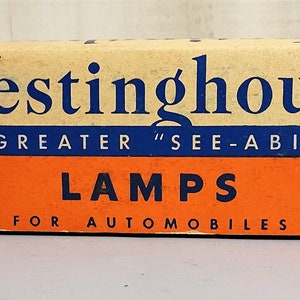 estinghou
GREATER "SEE-ABI
LAMPS
FOR AUTOMOBILES